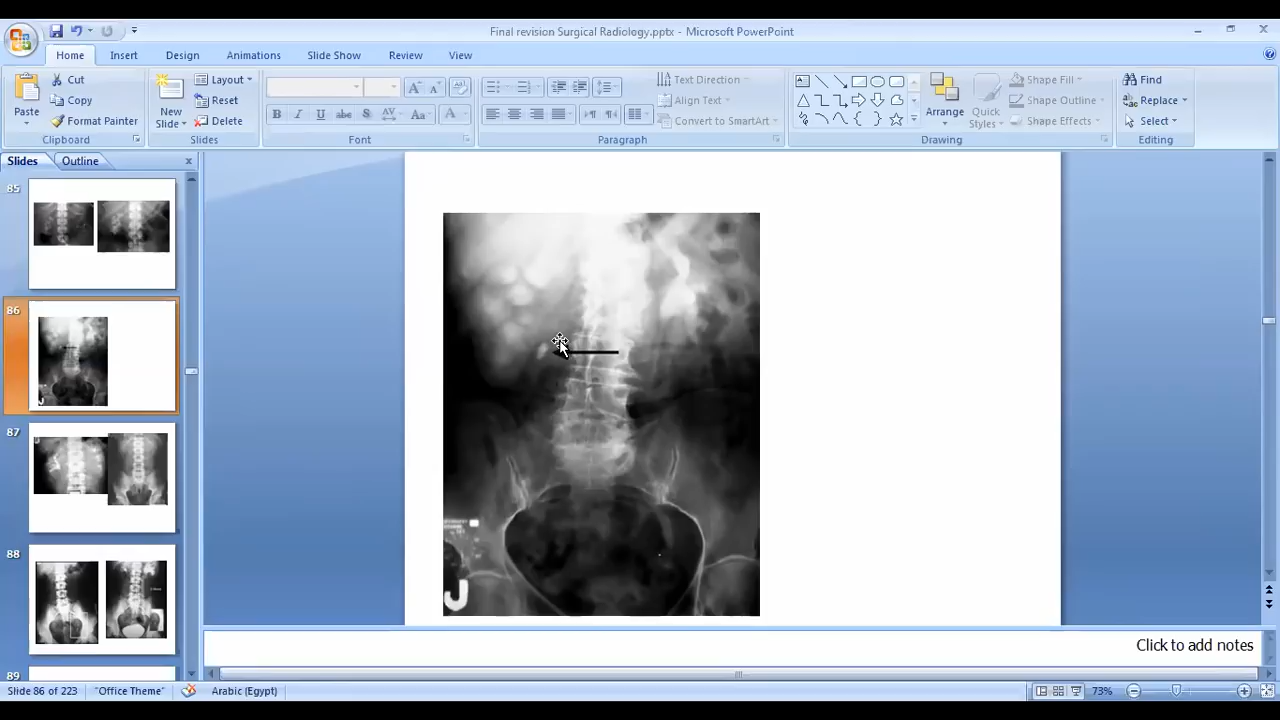 Final revision Surgical Radiology.pptx - Microsoft PowerPoint
Home Insert Design Animations Slide Show Review View
Paste
Cut
Copy
Format Painter
Clipboard
New Slide
Layout
Reset
Delete
Slides
Font
Text Direction
Align Text
Convert to SmartArt
Paragraph
Arrange
Quick Styles
Shape Fill
Shape Outline
Shape Effects
Drawing
Find
Replace
Select
Editing
Slides Outline
85
86
87
88
89
J
Click to add notes
Slide 86 of 223 "Office Theme" Arabic (Egypt) 73%